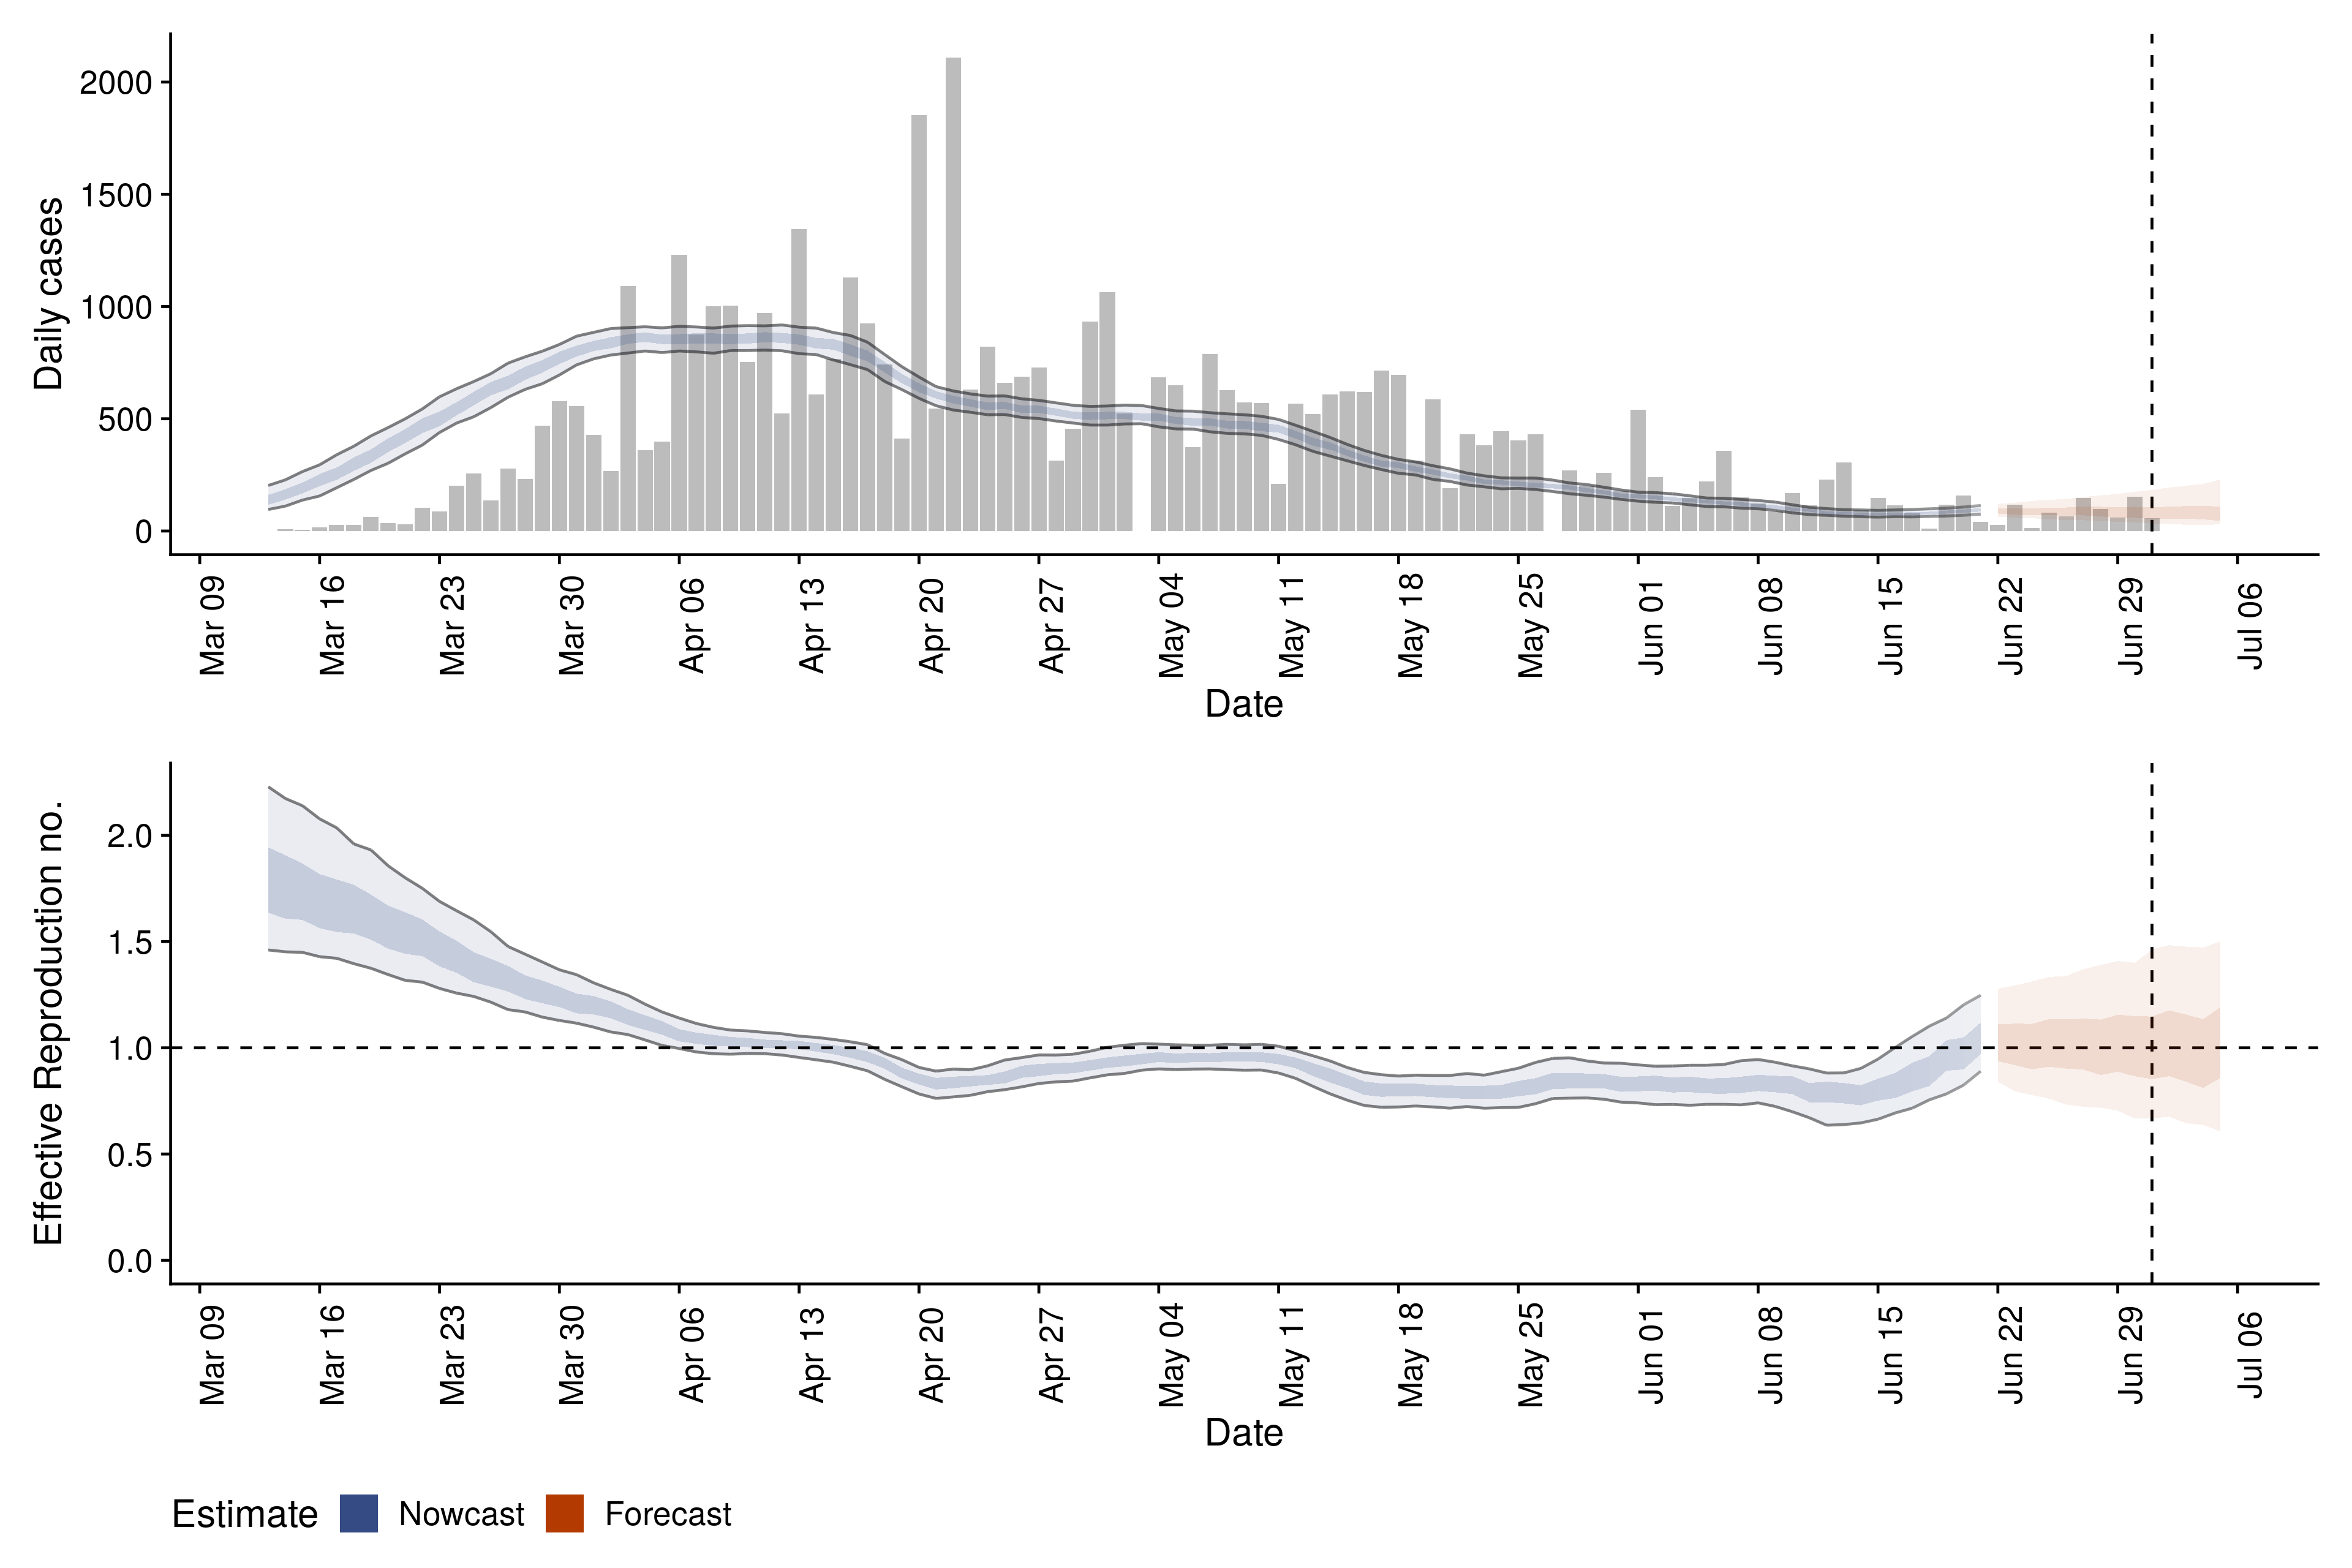 Daily cases
2000
1500
1000
500
0
Mar 09
Mar 16
Mar 23
Mar 30
Apr 06
Apr 13
Apr 20
Apr 27
May 04
May 11
May 18
May 25
Jun 01
Jun 08
Jun 15
Jun 22
Jun 29
Jul 06
Date
Effective Reproduction no.
2.0
1.5
1.0
0.5
0.0
Mar 09
Mar 16
Mar 23
Mar 30
Apr 06
Apr 13
Apr 20
Apr 27
May 04
May 11
May 18
May 25
Jun 01
Jun 08
Jun 15
Jun 22
Jun 29
Jul 06
Date
Estimate Nowcast Forecast